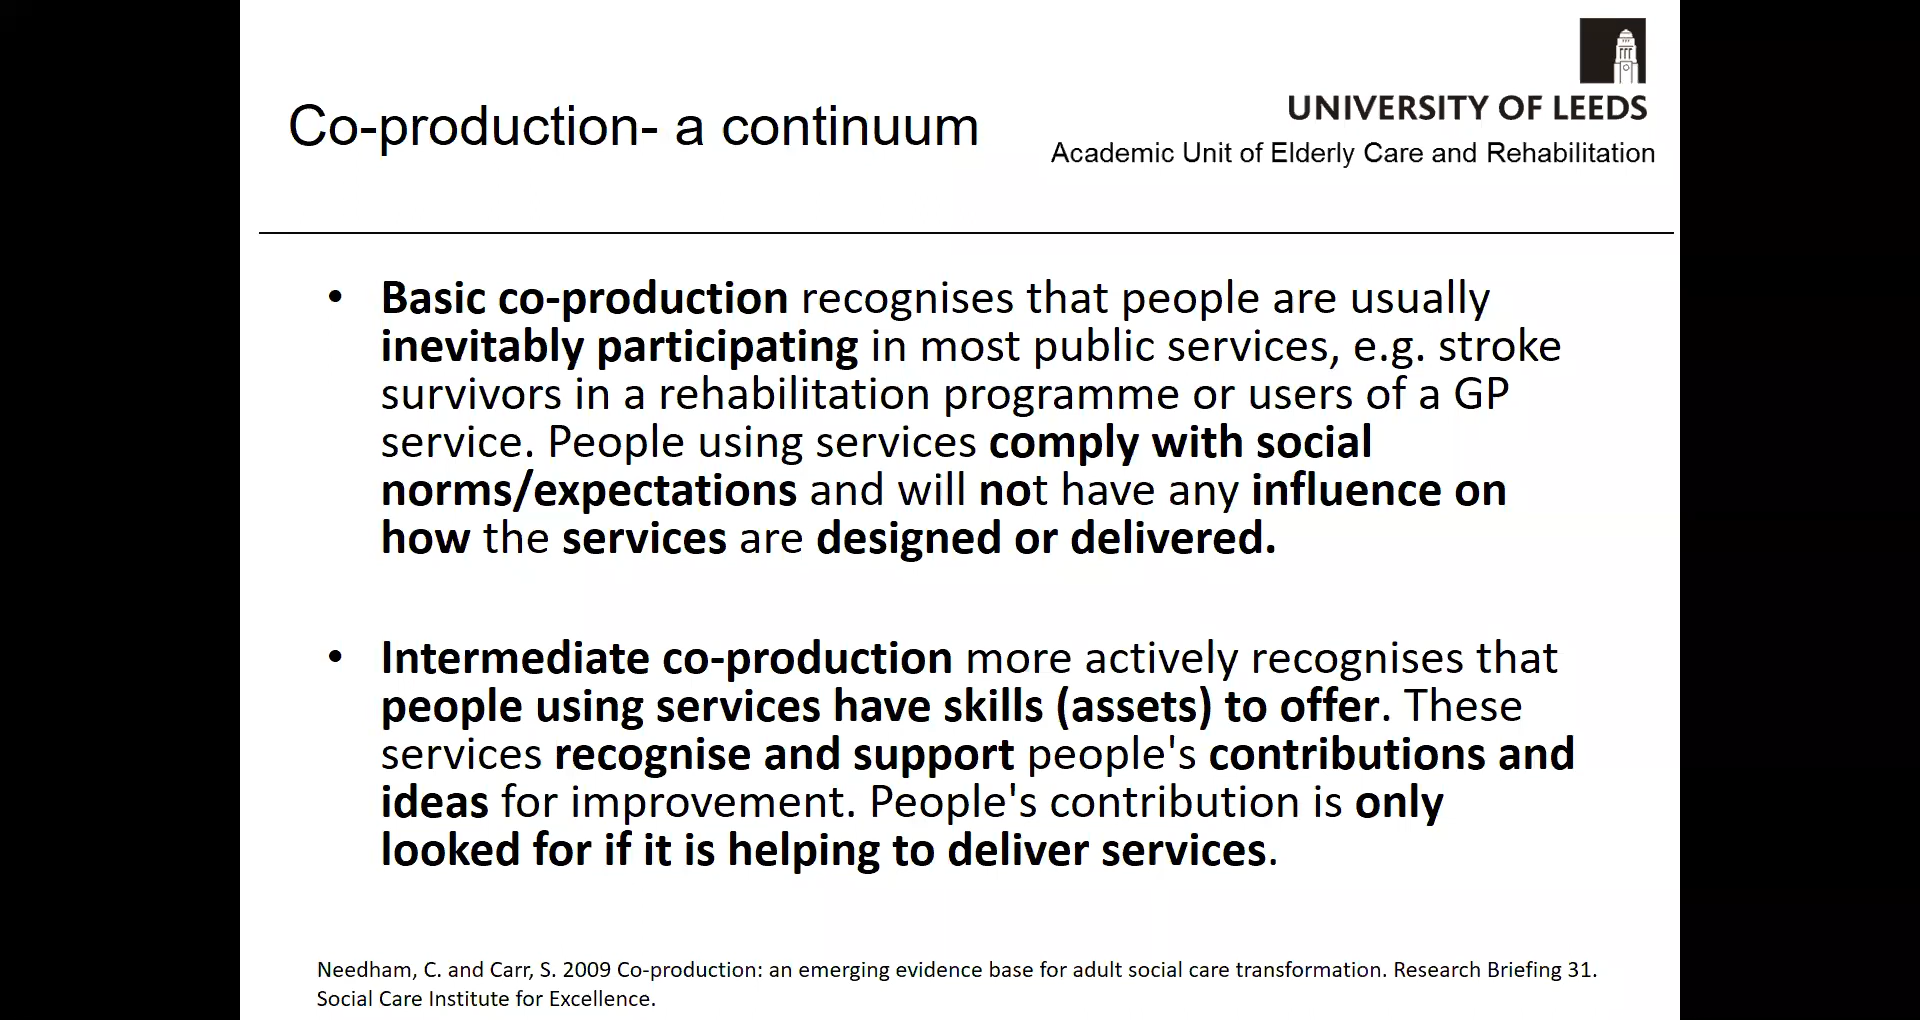 UNIVERSITY OF LEEDS
Co-production- a continuum
Academic Unit of Elderly Care and Rehabilitation
• Basic co-production recognises that people are usually
inevitably participating in most public services, e.g. stroke
survivors in a rehabilitation programme or users of a GP
service. People using services comply with social
norms/expectations and will not have any influence on
how the services are designed or delivered.
• Intermediate co-production more actively recognises that
people using services have skills (assets) to offer. These
services recognise and support people's contributions and
ideas for improvement. People's contribution is only
looked for if it is helping to deliver services.
Needham, C. and Carr, S. 2009 Co-production: an emerging evidence base for adult social care transformation. Research Briefing 31.
Social Care Institute for Excellence.